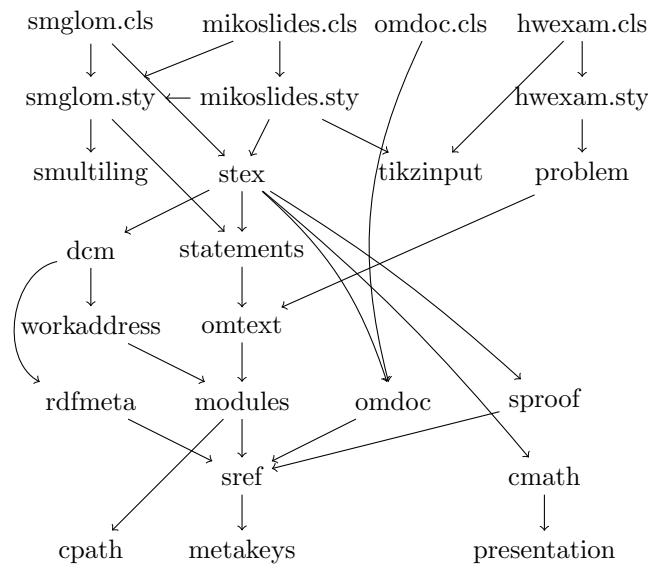 smglom.cls mikoslides.cls omdoc.cls hwexam.cls
smglom.sty mikoslides.sty hwexam.sty
smultiling stex tikzinput problem
dcm statements
workaddress omtext
rdfmeta modules omdoc sproof
sref cmath
cpath metakeys presentation